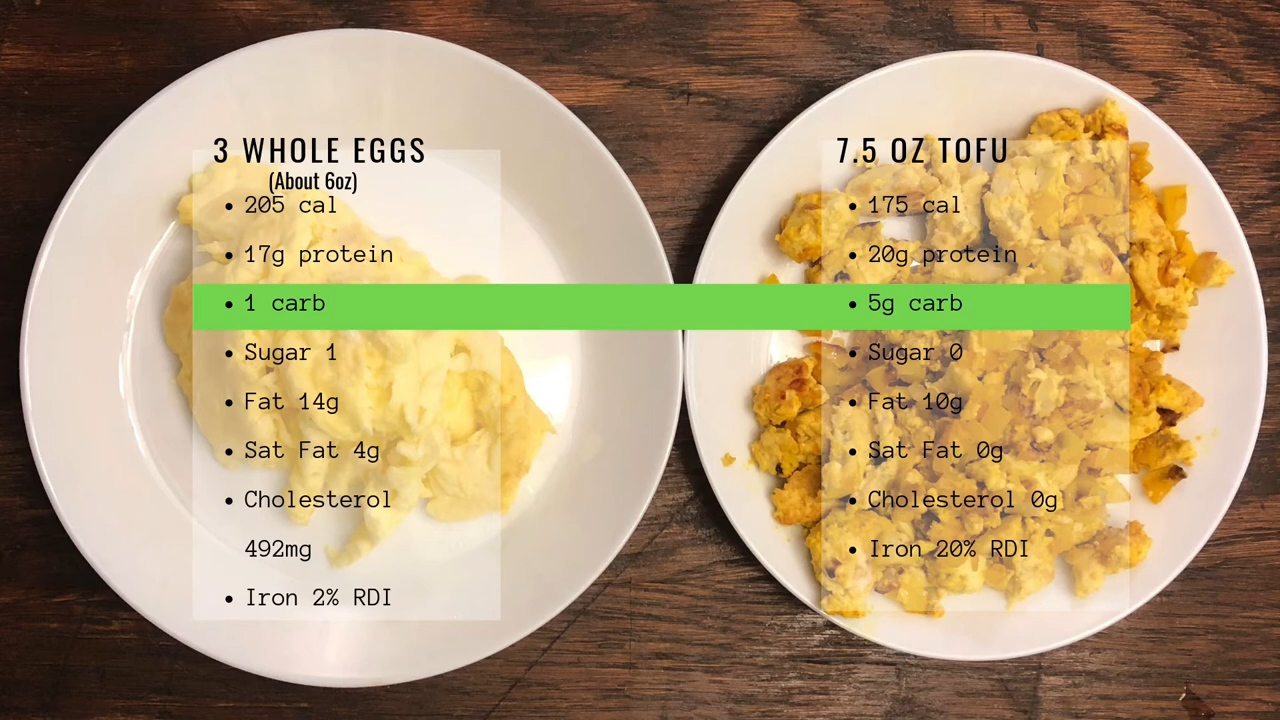 3 WHOLE EGGS
(About 6oz)
• 205 cal
• 17g protein
• 1 carb
• Sugar 1
• Fat 14g
• Sat Fat 4g
• Cholesterol
492mg
• Iron 2% RDI
7.5 OZ TOFU
• 175 cal
• 20g protein
• 5g carb
• Sugar 0
• Fat 10g
• Sat Fat 0g
• Cholesterol 0g
• Iron 20% RDI